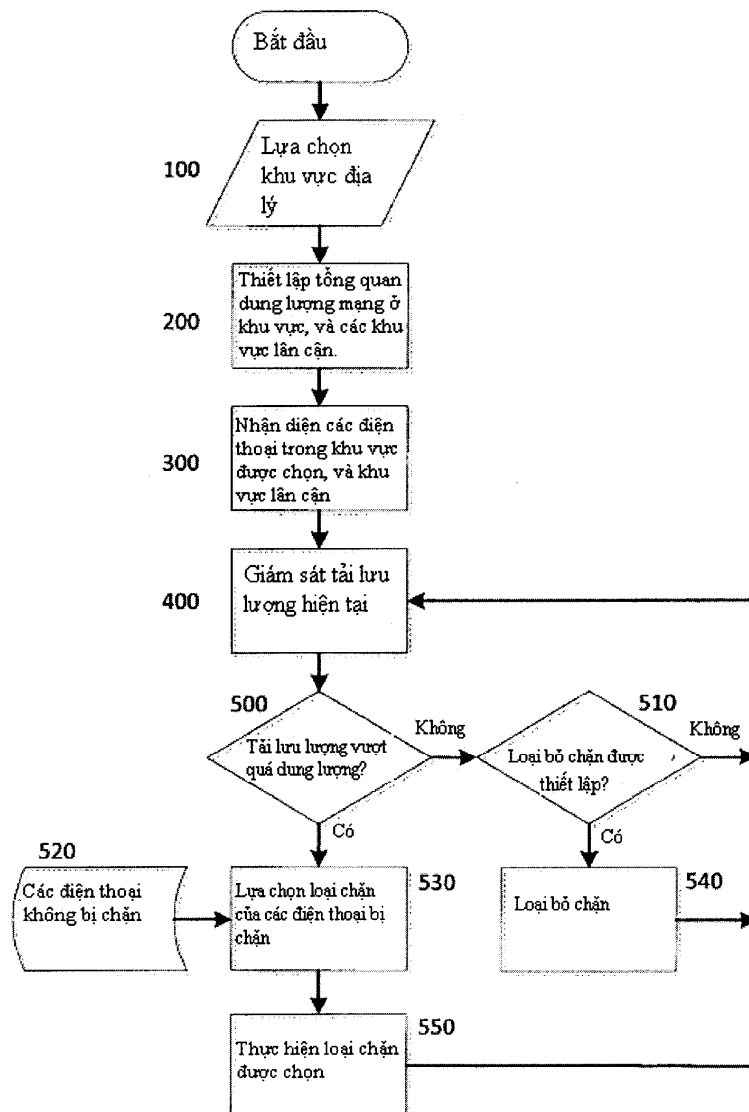 Bắt đầu
100
Lựa chọn
khu vực địa
lý
200
Thiết lập tổng quan
dung lượng mạng ở
khu vực, và các khu
vực lân cận.
300
Nhận diện các điện
thoại trong khu vực
được chọn, và khu
vực lân cận
400
Giám sát tải lưu
lượng hiện tại
500
Tải lưu lượng vượt
quá dung lượng?
Không
510
Loại bỏ chặn được
thiết lập?
Không
Có
Có
520
Các điện thoại
không bị chặn
530
Lựa chọn loại chặn
của các điện thoại bị
chặn
540
Loại bỏ chặn
550
Thực hiện loại chặn
được chọn